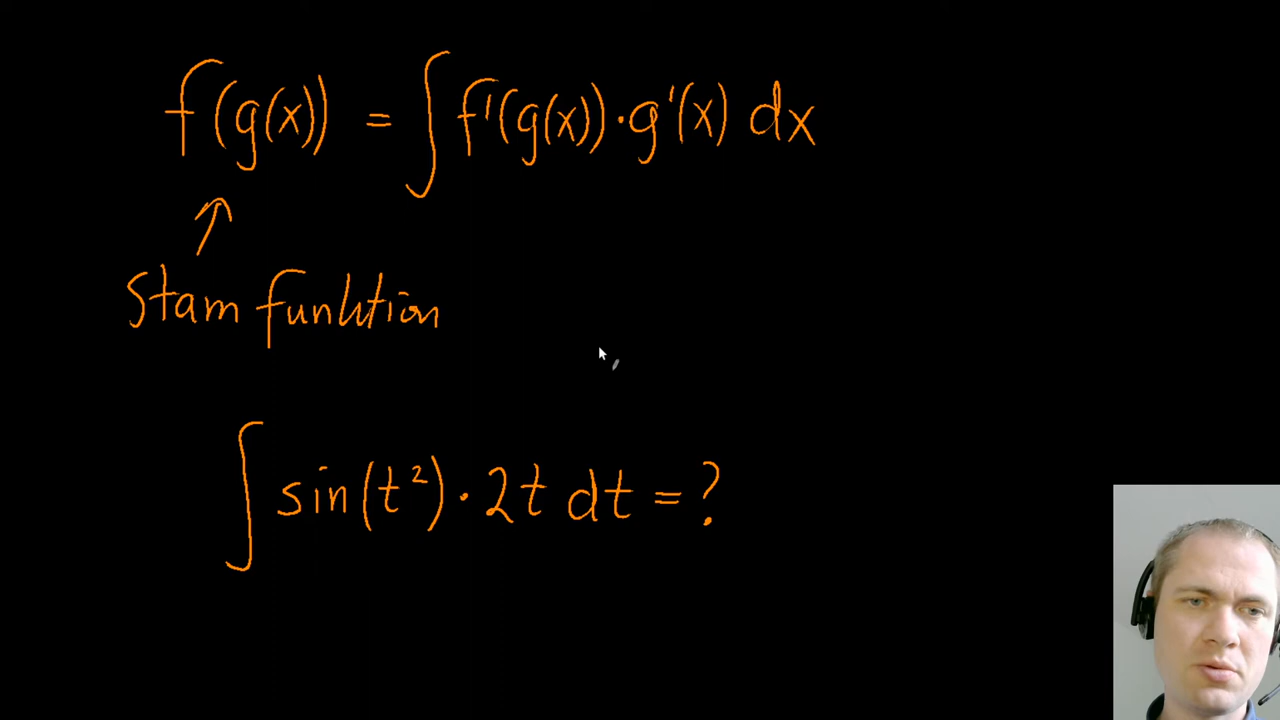 f(g(x)) = ∫ f'(g(x)) · g'(x) dx
↑
Stamfunktion
∫ sin(t²) · 2t dt = ?